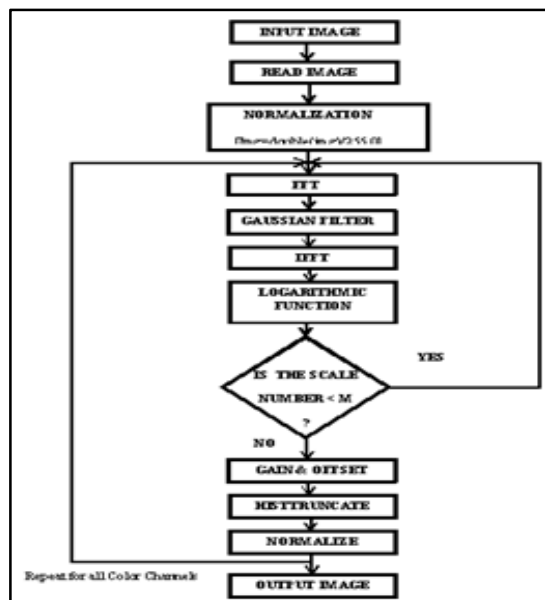 INPUT IMAGE
READ IMAGE
NORMALIZATION
FFT
GAUSSIAN FILTER
IFFT
LOGARITHMIC
FUNCTION
YES
IS THE SCALE
NUMBER < M
?
NO
GAIN & OFFSET
HISTTRUNCATE
NORMALIZE
Repeat for all Color Channels
OUTPUT IMAGE